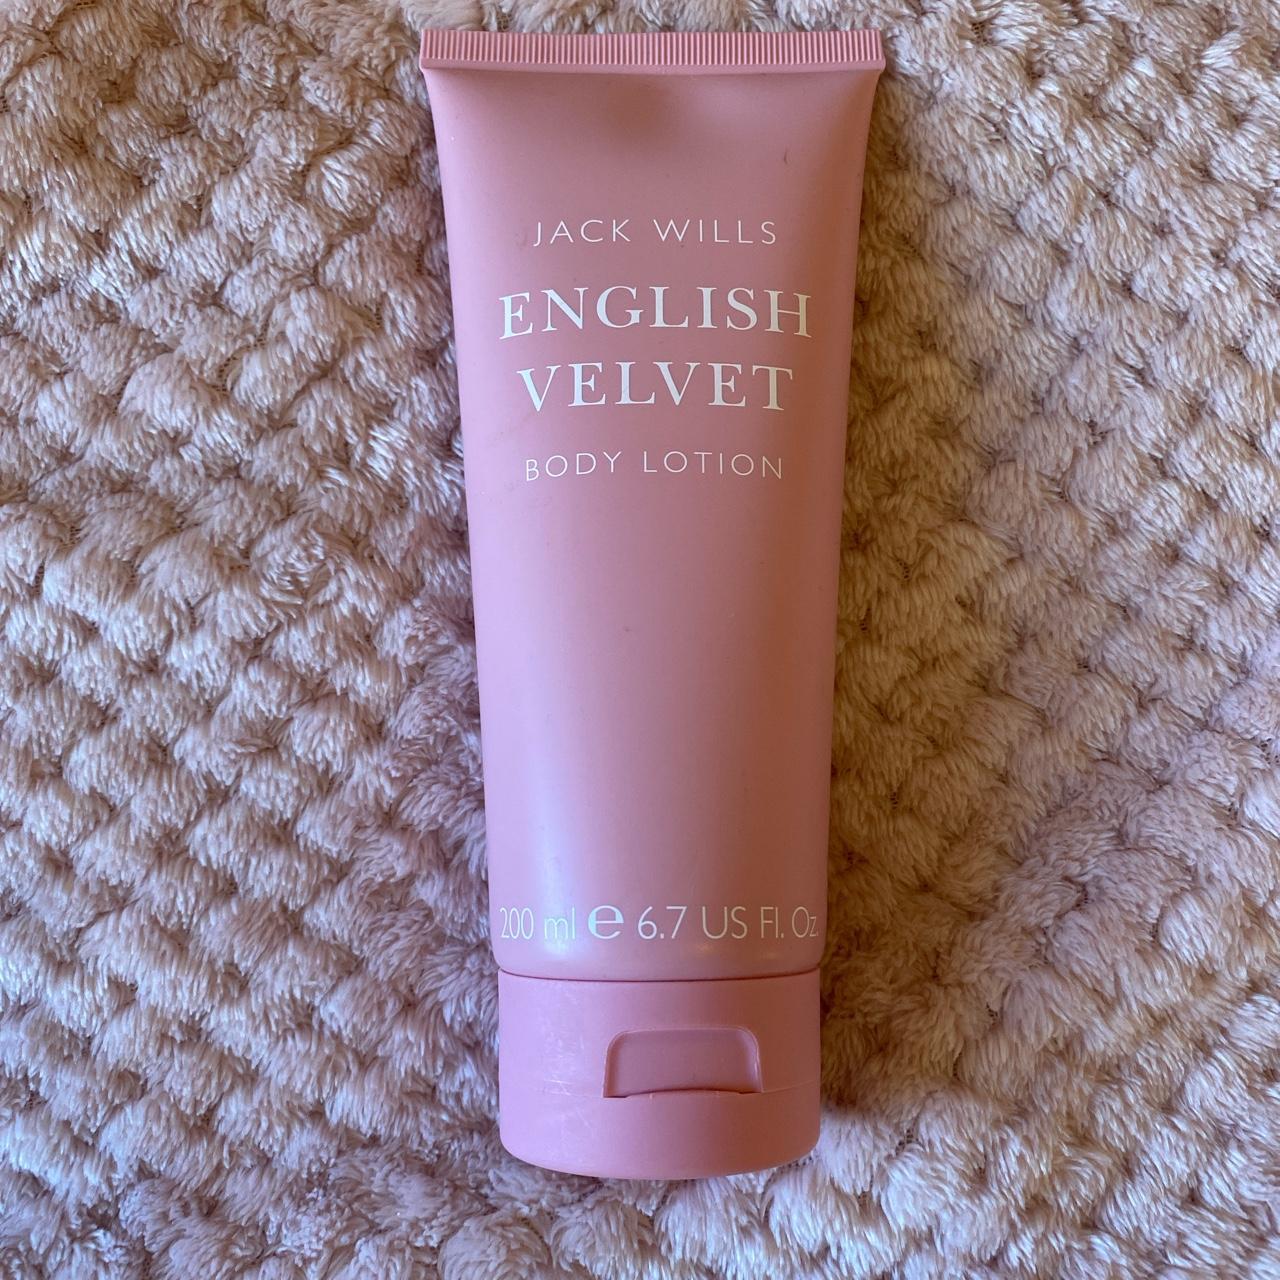 JACK WILLS
ENGLISH
VELVET
BODY LOTION
200 ml ℮ 6.7 US Fl. Oz.